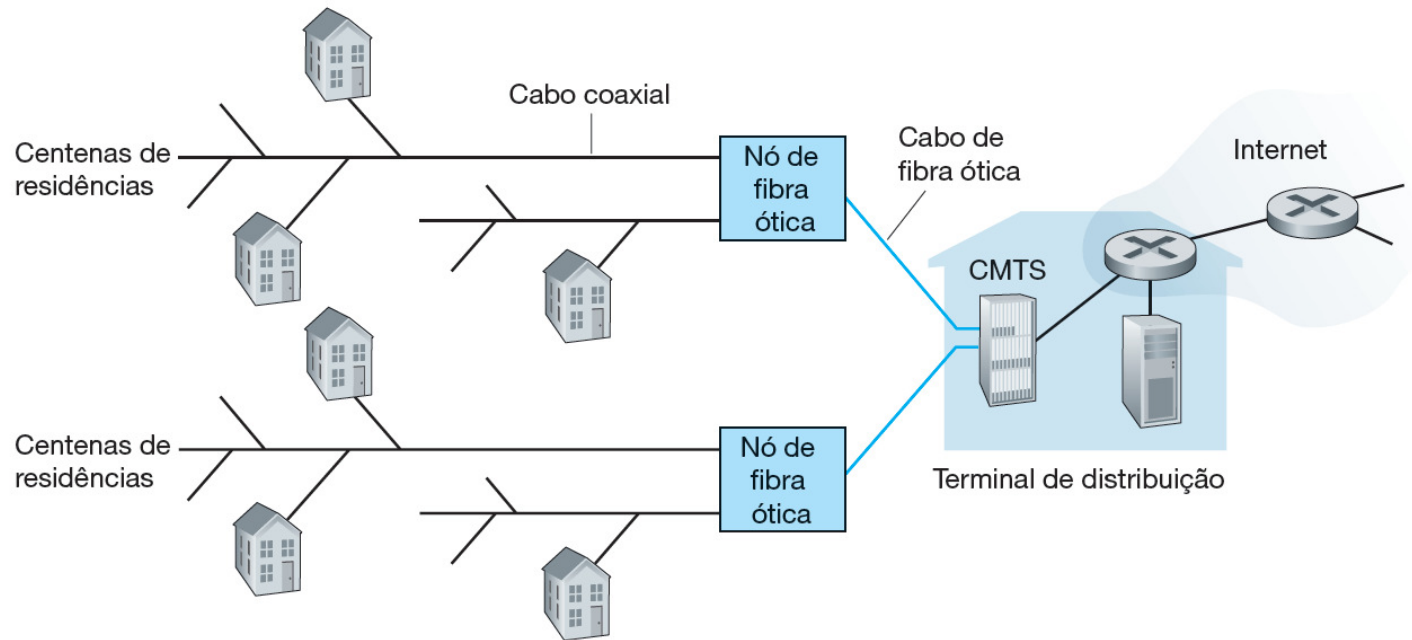 Cabo coaxial
Centenas de
residências
Nó de
fibra
ótica
Cabo de
fibra ótica
Internet
CMTS
Centenas de
residências
Nó de
fibra
ótica
Terminal de distribuição